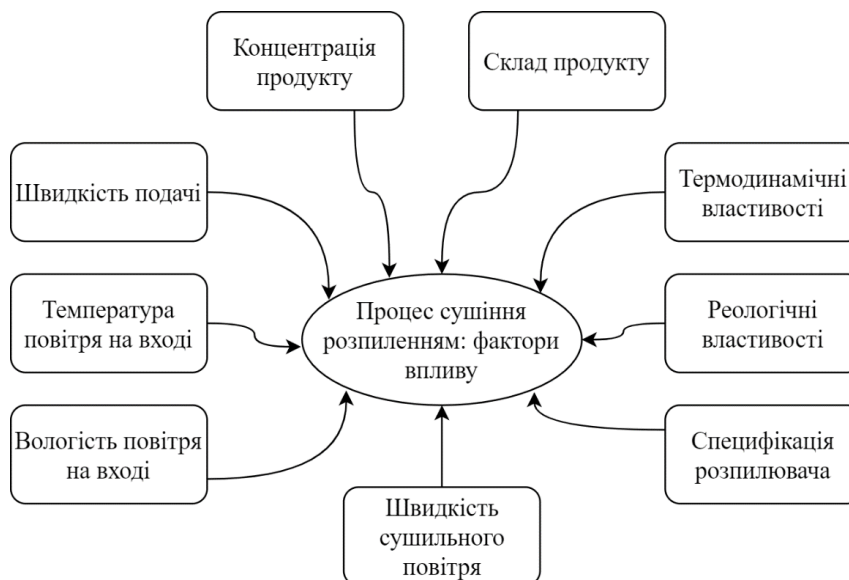 Концентрація
продукту
Склад продукту
Швидкість подачі
Термодинамічні
властивості
Температура
повітря на вході
Процес сушіння
розпиленням: фактори
впливу
Реологічні
властивості
Вологість повітря
на вході
Швидкість
сушильного
повітря
Специфікація
розпилювача